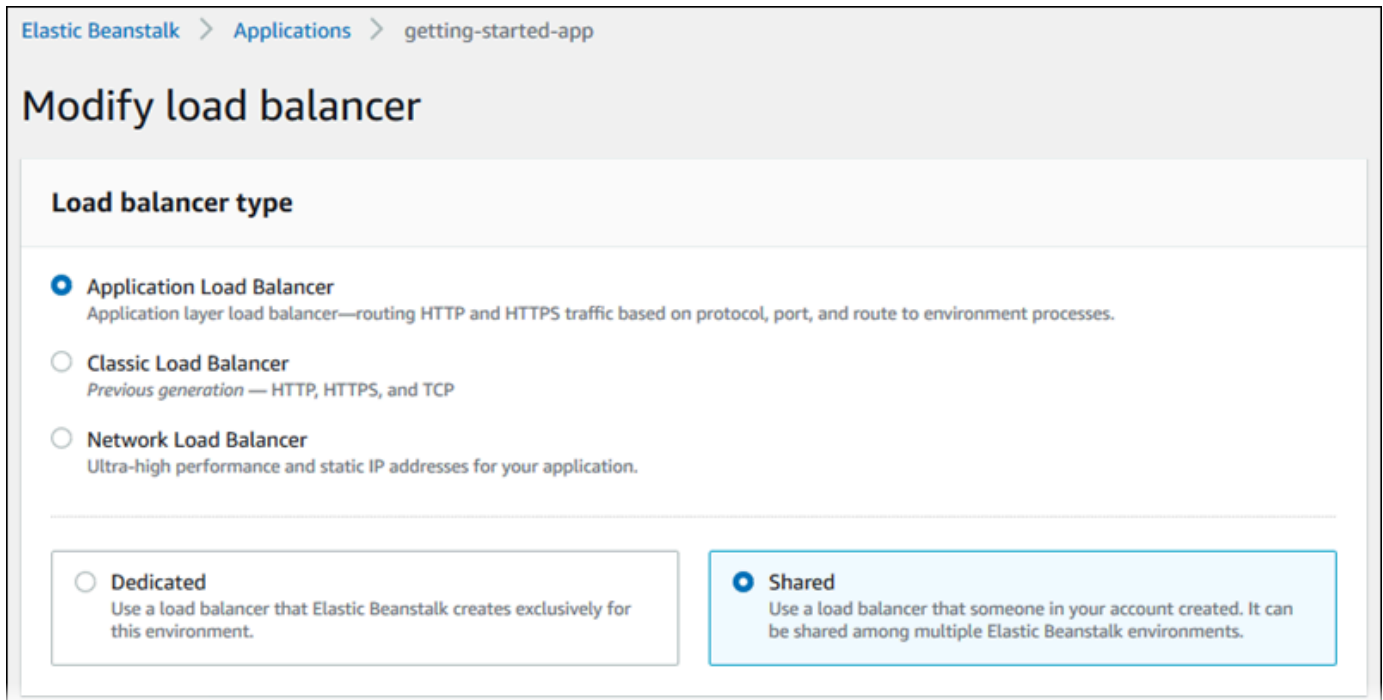 Elastic Beanstalk > Applications > getting-started-app
Modify load balancer
Load balancer type
Application Load Balancer
Application layer load balancer—routing HTTP and HTTPS traffic based on protocol, port, and route to environment processes.
Classic Load Balancer
Previous generation — HTTP, HTTPS, and TCP
Network Load Balancer
Ultra-high performance and static IP addresses for your application.
Dedicated
Use a load balancer that Elastic Beanstalk creates exclusively for
this environment.
Shared
Use a load balancer that someone in your account created. It can
be shared among multiple Elastic Beanstalk environments.